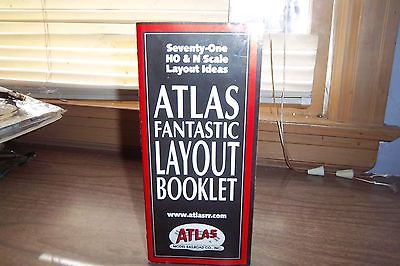 Seventy-One
HO & N Scale
Layout Ideas
ATLAS
FANTASTIC
LAYOUT
BOOKLET
www.atlasrr.com
ATLAS
MODEL RAILROAD CO., INC.